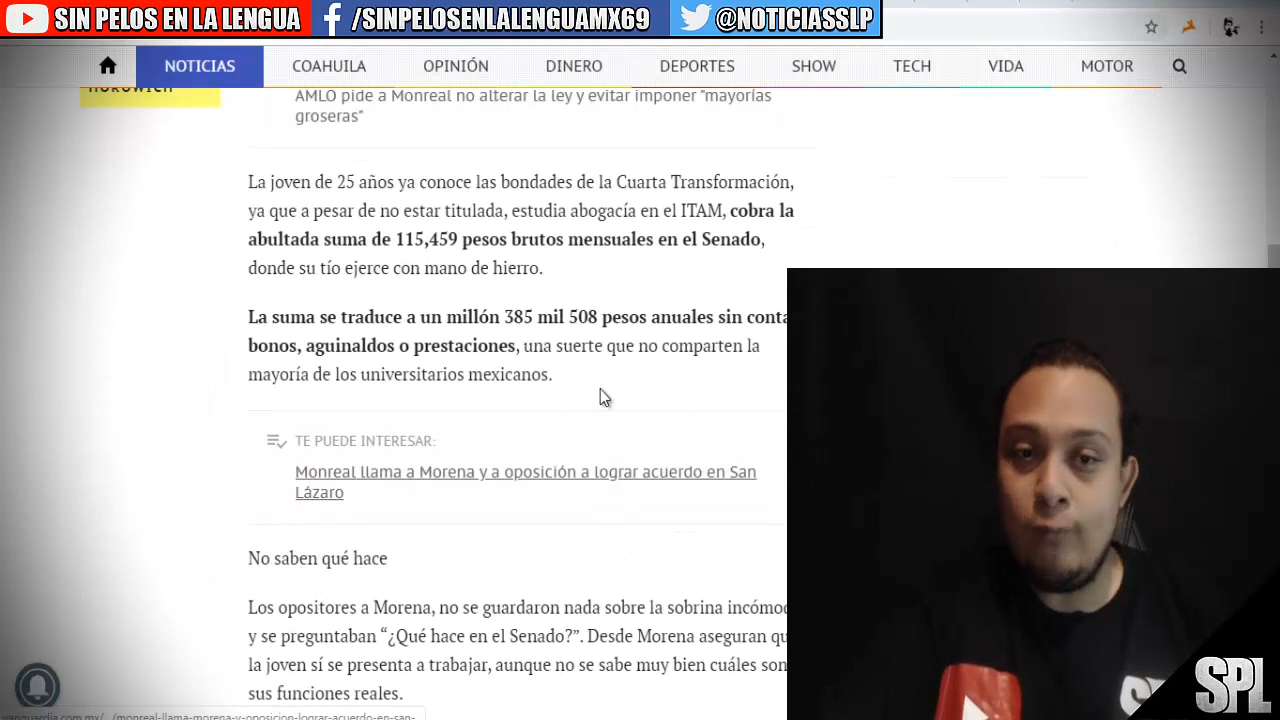 SIN PELOS EN LA LENGUA
/SINPELOSENLALENGUAMX69
@NOTICIASSLP
NOTICIAS
COAHUILA
OPINIÓN
DINERO
DEPORTES
SHOW
TECH
VIDA
MOTOR
AMLO pide a Monreal no alterar la ley y evitar imponer "mayorías
groseras"
La joven de 25 años ya conoce las bondades de la Cuarta Transformación,
ya que a pesar de no estar titulada, estudia abogacía en el ITAM, cobra la
abultada suma de 115,459 pesos brutos mensuales en el Senado,
donde su tío ejerce con mano de hierro.
La suma se traduce a un millón 385 mil 508 pesos anuales sin conta
bonos, aguinaldos o prestaciones, una suerte que no comparten la
mayoría de los universitarios mexicanos.
TE PUEDE INTERESAR:
Monreal llama a Morena y a oposición a lograr acuerdo en San
Lázaro
No saben qué hace
Los opositores a Morena, no se guardaron nada sobre la sobrina incómod
y se preguntaban “¿Qué hace en el Senado?”. Desde Morena aseguran qu
la joven sí se presenta a trabajar, aunque no se sabe muy bien cuáles son
sus funciones reales.
SPL